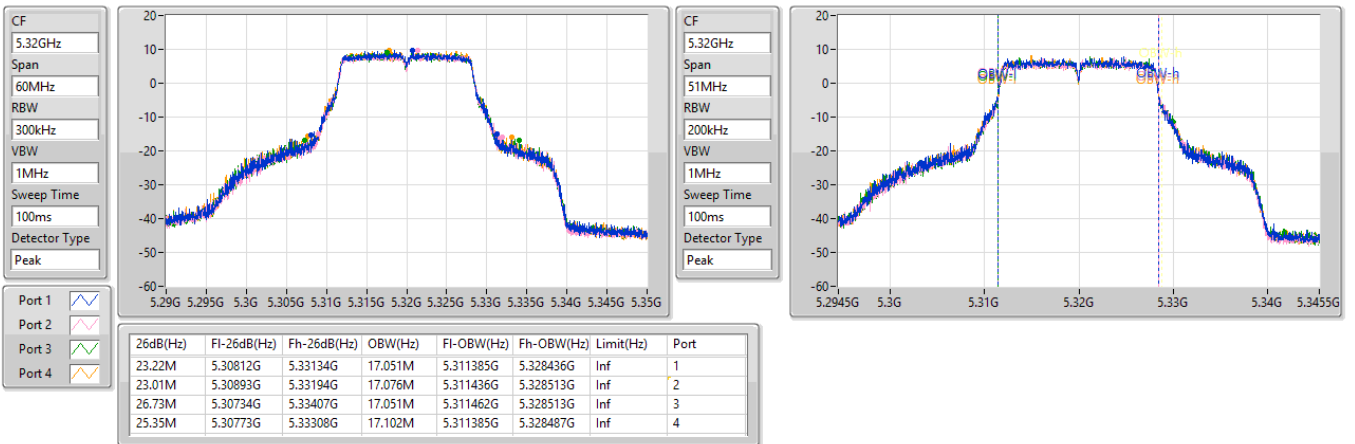 CF
5.32GHz
Span
60MHz
RBW
300kHz
VBW
1MHz
Sweep Time
100ms
Detector Type
Peak
Port 1
Port 2
Port 3
Port 4
20
10
0
-10
-20
-30
-40
-50
-60
5.29G 5.295G 5.3G 5.305G 5.31G 5.315G 5.32G 5.325G 5.33G 5.335G 5.34G 5.345G 5.35G
CF
5.32GHz
Span
51MHz
RBW
200kHz
VBW
1MHz
Sweep Time
100ms
Detector Type
Peak
20
10
0
-10
-20
-30
-40
-50
-60
OBW-l OBW-h
5.2945G 5.3G 5.31G 5.32G 5.33G 5.34G 5.3455G
26dB(Hz) Fl-26dB(Hz) Fh-26dB(Hz) OBW(Hz) Fl-OBW(Hz) Fh-OBW(Hz) Limit(Hz) Port
23.22M 5.30812G 5.33134G 17.051M 5.311385G 5.328436G Inf 1
23.01M 5.30893G 5.33194G 17.076M 5.311436G 5.328513G Inf 2
26.73M 5.30734G 5.33407G 17.051M 5.311462G 5.328513G Inf 3
25.35M 5.30773G 5.33308G 17.102M 5.311385G 5.328487G Inf 4